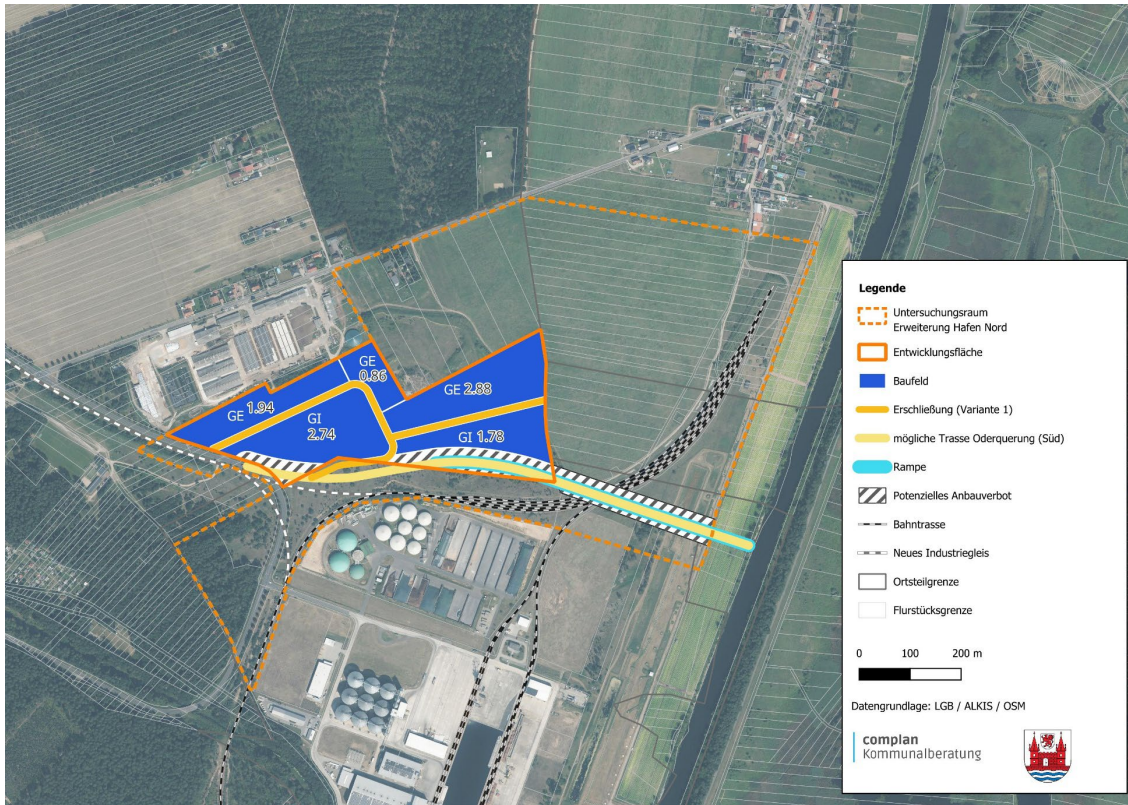 GE
0.86
GE 2.88
GE 1.94
GI
2.74
GI 1.78
Legende
Untersuchungsraum
Erweiterung Hafen Nord
Entwicklungsfläche
Baufeld
Erschließung (Variante 1)
mögliche Trasse Oderquerung (Süd)
Rampe
Potenzielles Anbauverbot
Bahntrasse
Neues Industriegleis
Ortsteilgrenze
Flurstücksgrenze
0 100 200 m
Datengrundlage: LGB / ALKIS / OSM
complan
Kommunalberatung